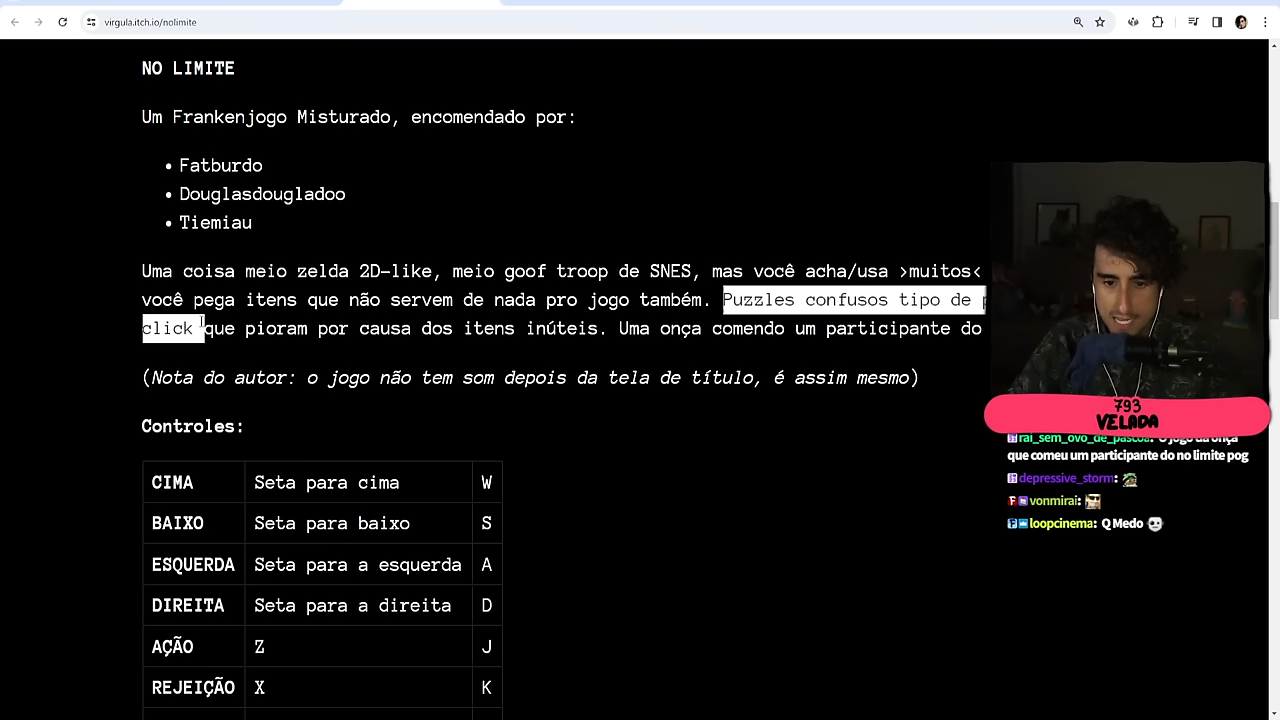 virgula.itch.io/nolimite
NO LIMITE
Um Frankenjogo Misturado, encomendado por:
• Fatburdo
• Douglasdougladoo
• Tiemiau
Uma coisa meio zelda 2D-like, meio goof troop de SNES, mas você acha/usa >muitos<
você pega itens que não servem de nada pro jogo também. Puzzles confusos tipo de
click que pioram por causa dos itens inúteis. Uma onça comendo um participante do
(Nota do autor: o jogo não tem som depois da tela de título, é assim mesmo)
Controles:
CIMA Seta para cima W
BAIXO Seta para baixo S
ESQUERDA Seta para a esquerda A
DIREITA Seta para a direita D
AÇÃO Z J
REJEIÇÃO X K
793
VELADA
rai_sem_ovo_de_pascoa: O jogo da onça
que comeu um participante do no limite pog
depressive_storm:
vonmirai:
loopcinema: Q Medo